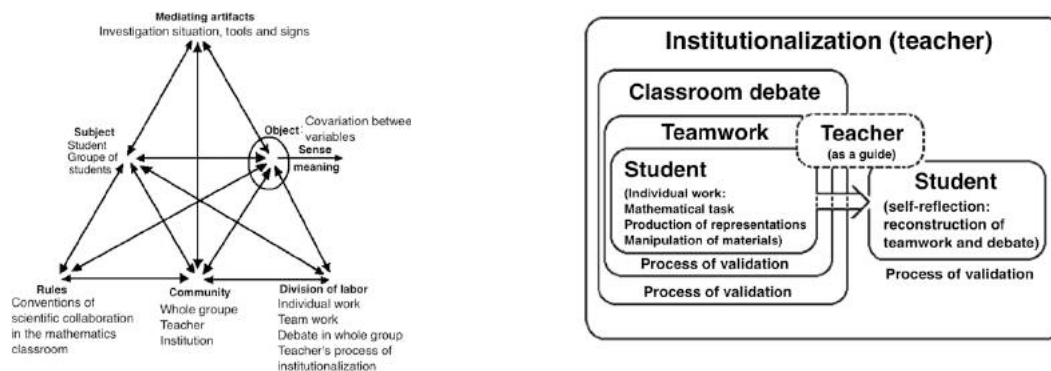 Mediating artifacts
Investigation situation, tools and signs
Subject
Student
Groupe of
students
Object:
Covariation betwee
variables
Sense
meaning
Rules
Conventions of
scientific collaboration
in the mathematics
classroom
Community
Whole groupe
Teacher
Institution
Division of labor
Individual work
Team work
Debate in whole group
Teacher's process of
institutionalization
Institutionalization (teacher)
Classroom debate
Teamwork
Teacher
(as a guide)
Student
(Individual work:
Mathematical task
Production of representations
Manipulation of materials)
Process of validation
Process of validation
Student
(self-reflection:
reconstruction of
teamwork and debate)
Process of validation